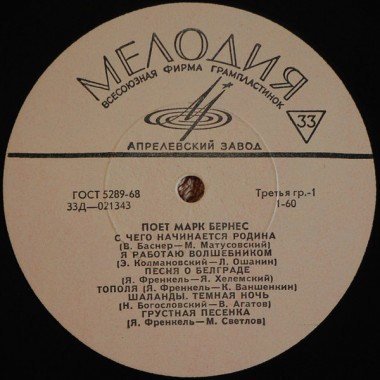 МЕЛОДИЯ
ВСЕСОЮЗНАЯ ФИРМА ГРАМПЛАСТИНОК
33
АПРЕЛЕВСКИЙ ЗАВОД
ГОСТ 5289-68
33Д—021343
Третья гр.-1
1-60
ПОЕТ МАРК БЕРНЕС
С ЧЕГО НАЧИНАЕТСЯ РОДИНА
(В. Баснер—М. Матусовский)
Я РАБОТАЮ ВОЛШЕБНИКОМ
(Э. Колмановский—Л. Ошанин)
ПЕСНЯ О БЕЛГРАДЕ
(Я. Френкель—Я. Хелемский)
ТОПОЛЯ (Я. Френкель—К. Ваншенкин)
ШАЛАНДЫ. ТЕМНАЯ НОЧЬ
(Н. Богословский—В. Агатов)
ГРУСТНАЯ ПЕСЕНКА
(Я. Френкель—М. Светлов)